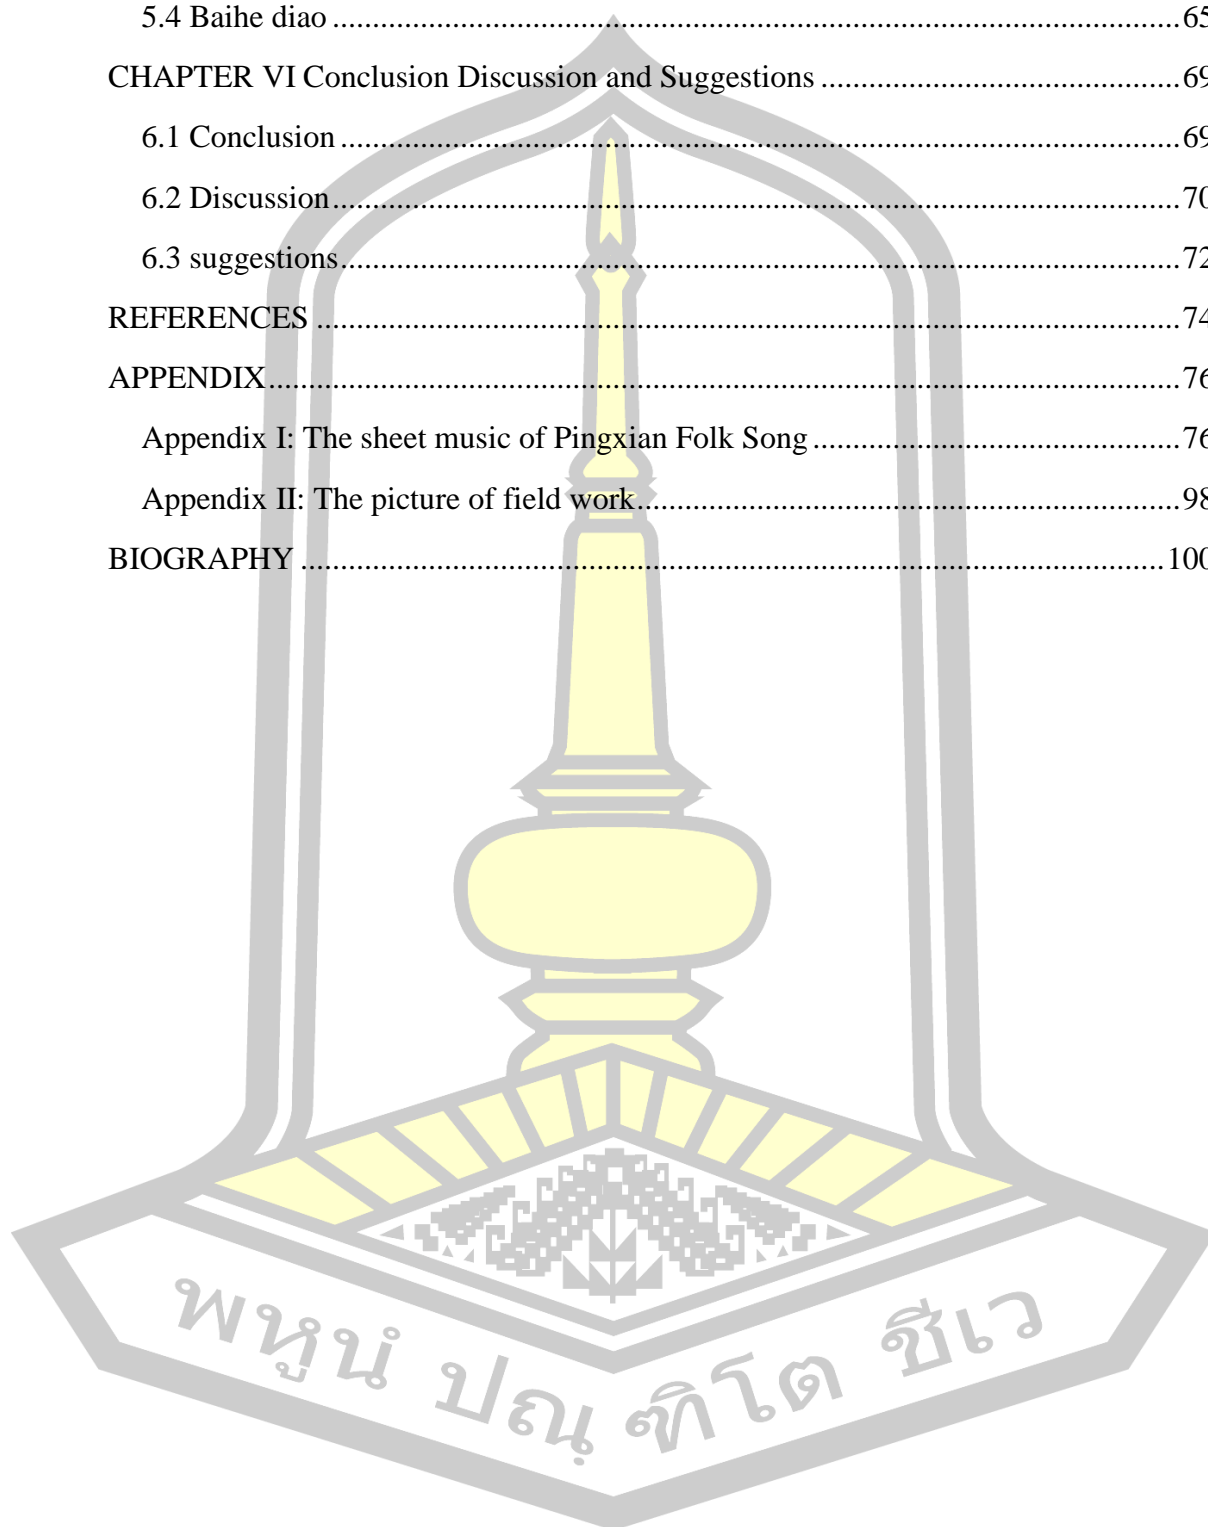 5.4 Baihe diao ........................................................................................................ 65
CHAPTER VI Conclusion Discussion and Suggestions ............................................ 69
6.1 Conclusion ....................................................................................................... 69
6.2 Discussion........................................................................................................ 70
6.3 suggestions....................................................................................................... 72
REFERENCES ........................................................................................................... 74
APPENDIX................................................................................................................. 76
Appendix I: The sheet music of Pingxian Folk Song ............................................. 76
Appendix II: The picture of field work................................................................... 98
BIOGRAPHY ........................................................................................................... 100
พหูนํ ปณฺฑิโต ชีเว